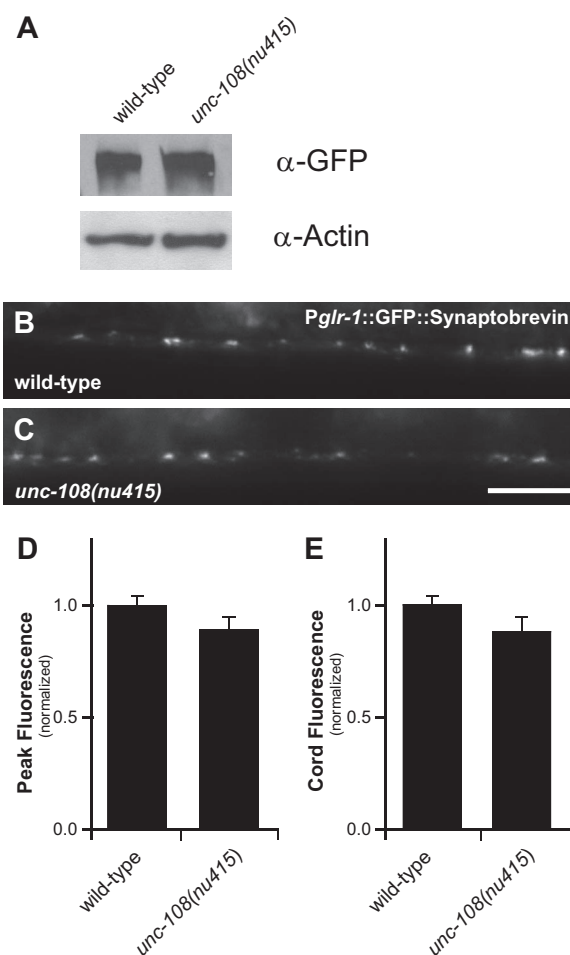 A
wild-type
unc-108(nu415)
α-GFP
α-Actin
B
Pglr-1::GFP::Synaptobrevin
wild-type
C
unc-108(nu415)
D
Peak Fluorescence
(normalized)
1.0
0.5
0.0
wild-type
unc-108(nu415)
E
Cord Fluorescence
(normalized)
1.0
0.5
0.0
wild-type
unc-108(nu415)